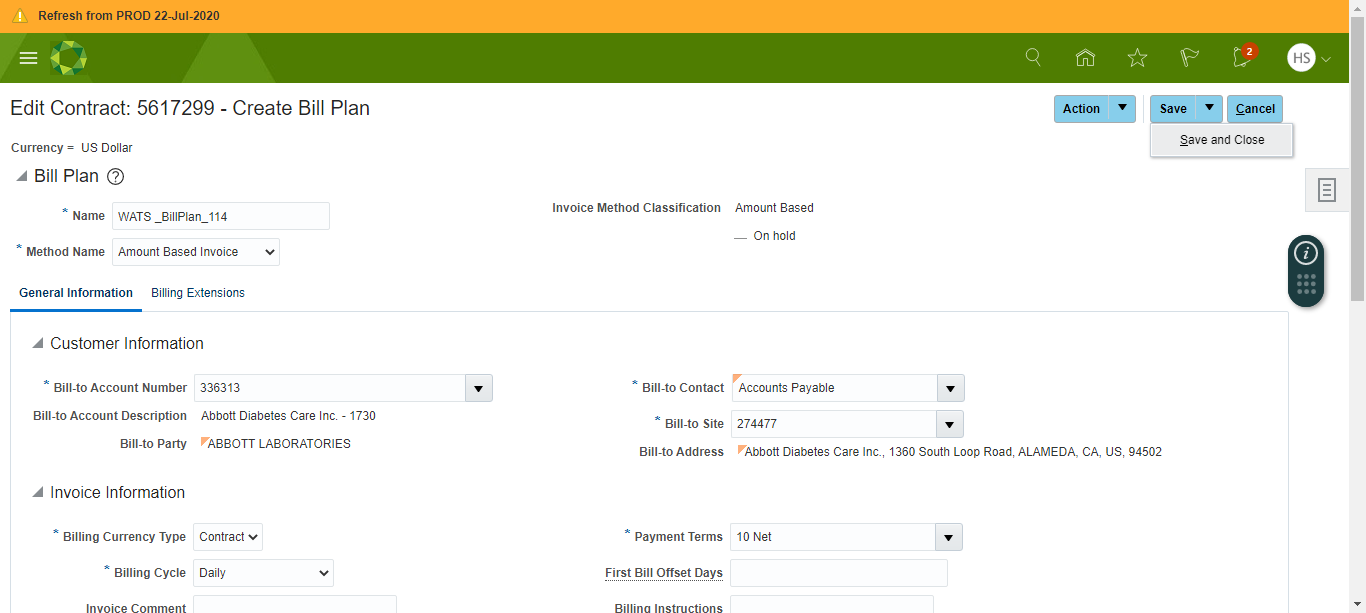 Refresh from PROD 22-Jul-2020
2
HS
Edit Contract: 5617299 - Create Bill Plan
Action
Save
Cancel
Save and Close
Currency = US Dollar
Bill Plan ?
* Name WATS _BillPlan_114
Invoice Method Classification Amount Based
On hold
* Method Name Amount Based Invoice
General Information Billing Extensions
Customer Information
* Bill-to Account Number 336313
* Bill-to Contact Accounts Payable
Bill-to Account Description Abbott Diabetes Care Inc. - 1730
* Bill-to Site 274477
Bill-to Party ABBOTT LABORATORIES
Bill-to Address Abbott Diabetes Care Inc., 1360 South Loop Road, ALAMEDA, CA, US, 94502
Invoice Information
* Billing Currency Type Contract
* Payment Terms 10 Net
* Billing Cycle Daily
First Bill Offset Days
Invoice Comment
Billing Instructions